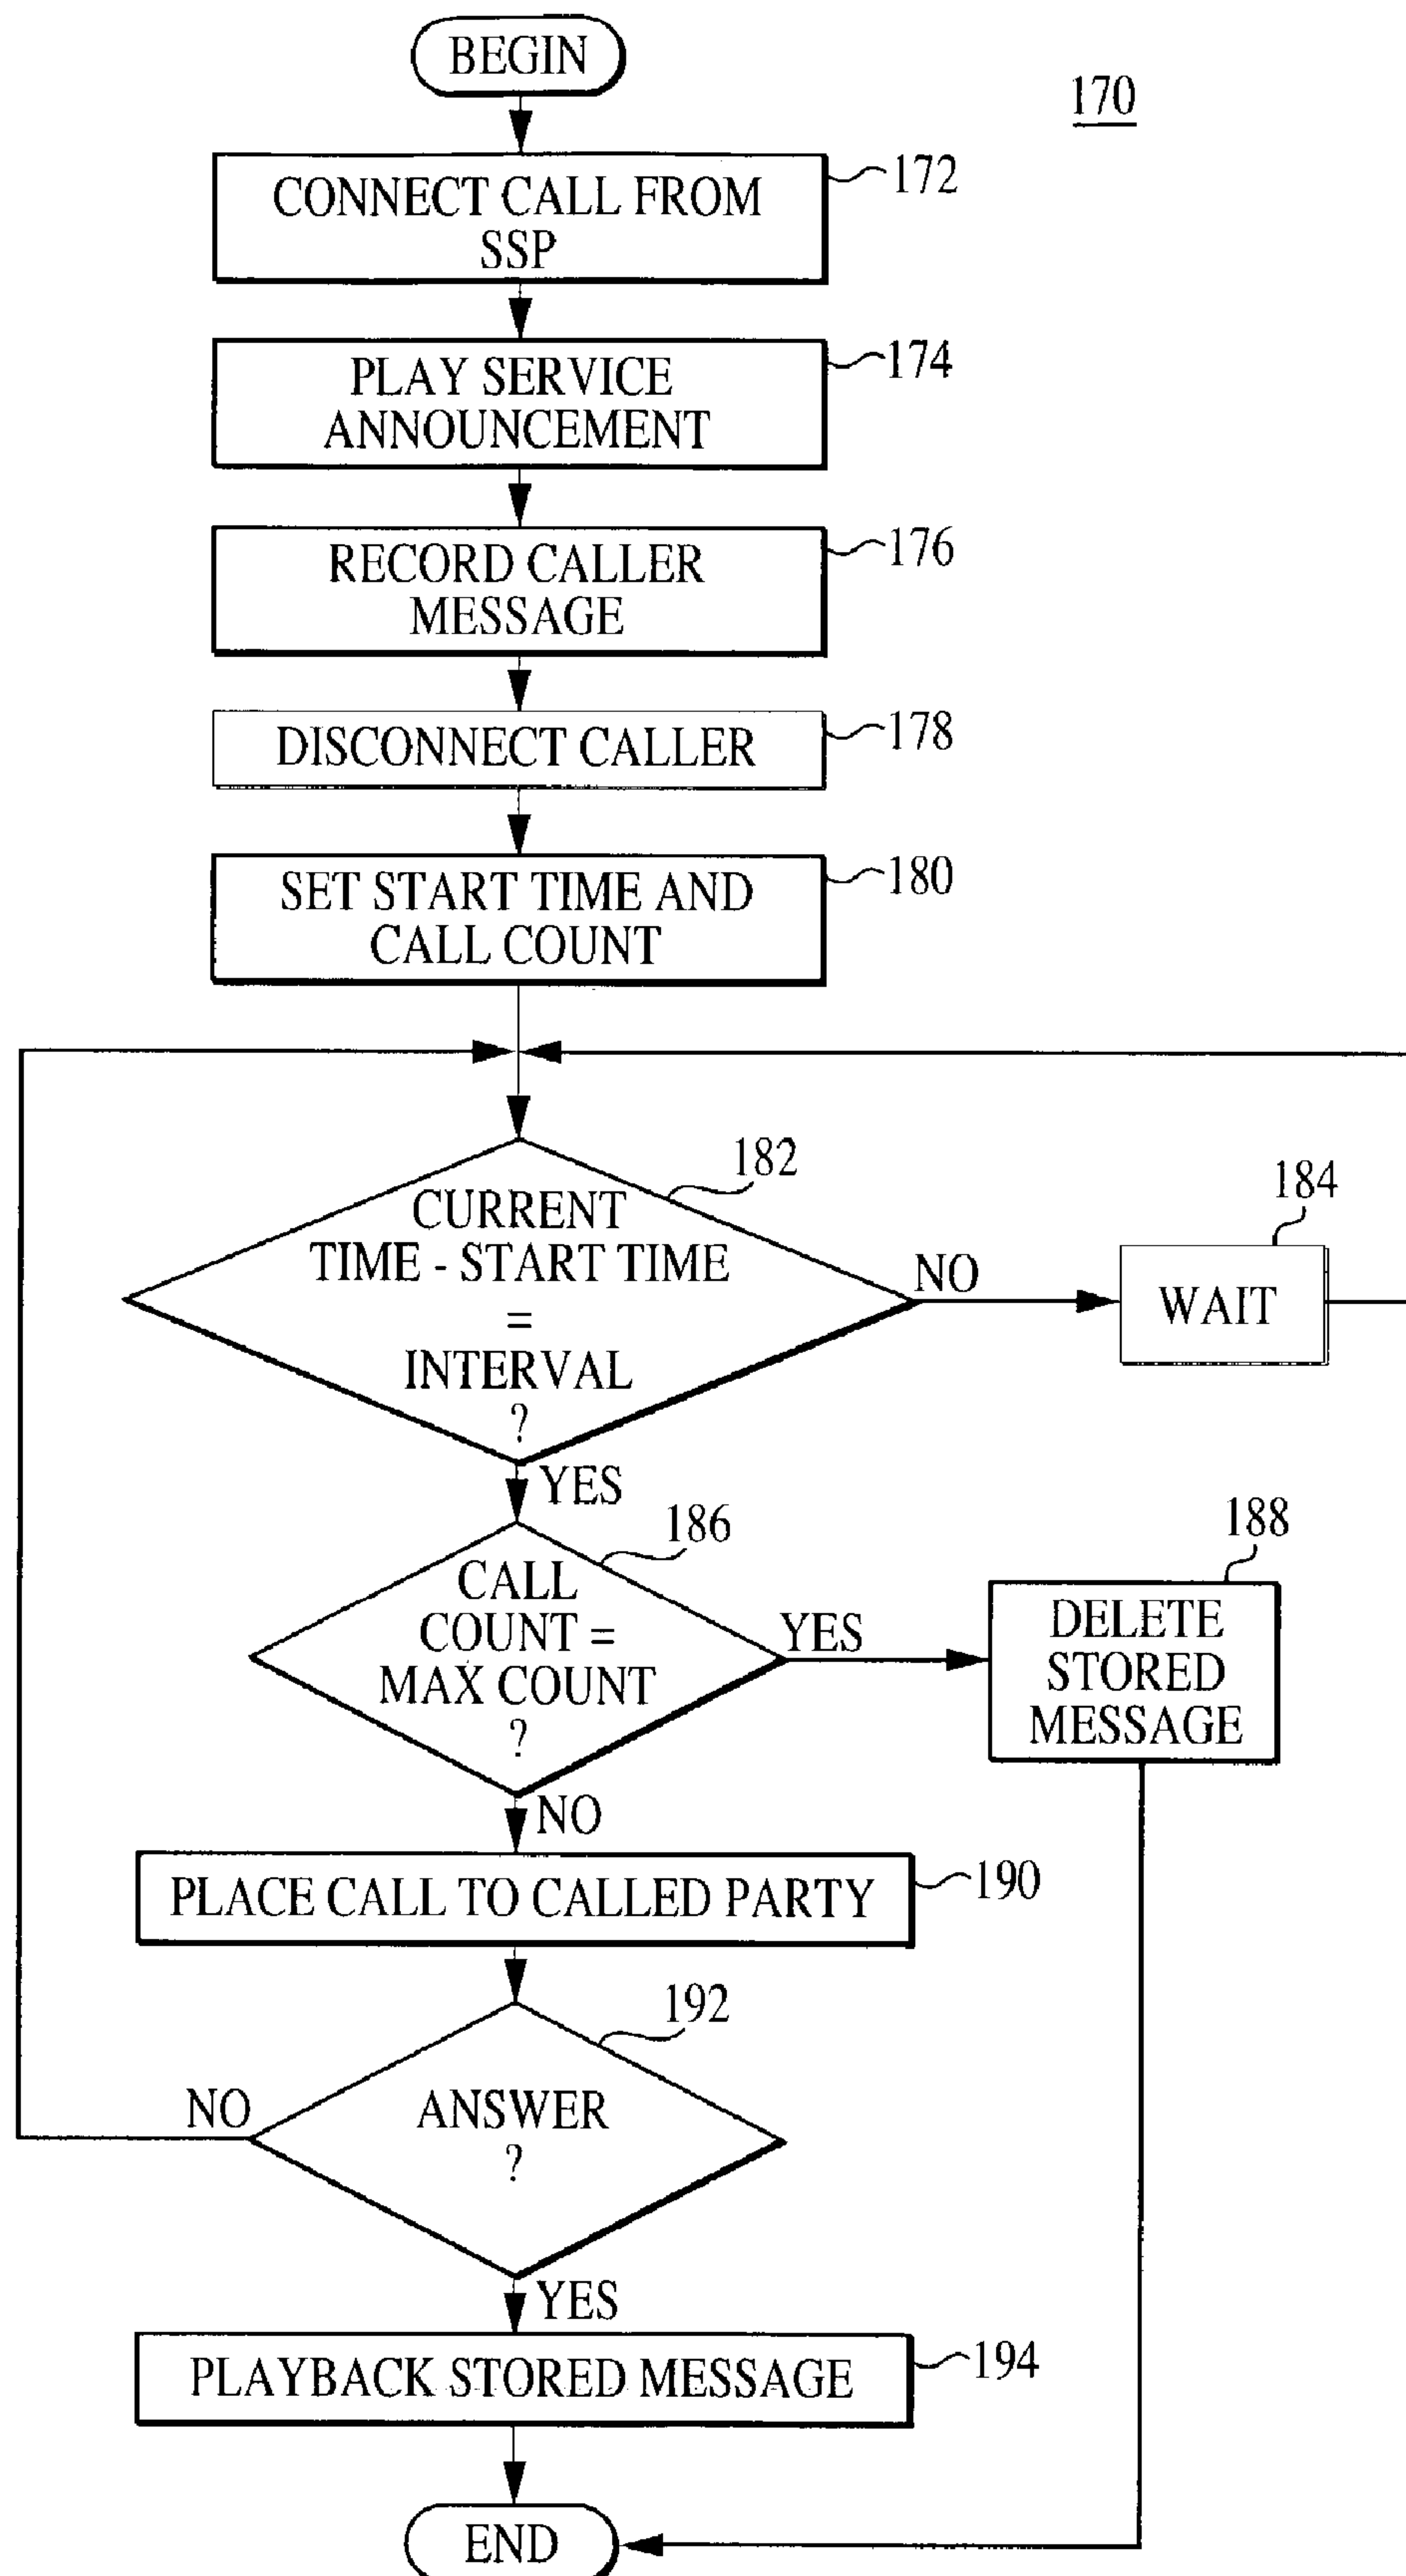 BEGIN
170
CONNECT CALL FROM
SSP
172
PLAY SERVICE
ANNOUNCEMENT
174
RECORD CALLER
MESSAGE
176
DISCONNECT CALLER
178
SET START TIME AND
CALL COUNT
180
182
CURRENT
TIME - START TIME
=
INTERVAL
?
NO
184
WAIT
YES
186
CALL
COUNT =
MAX COUNT
?
YES
188
DELETE
STORED
MESSAGE
NO
PLACE CALL TO CALLED PARTY
190
192
ANSWER
?
NO
YES
PLAYBACK STORED MESSAGE
194
END